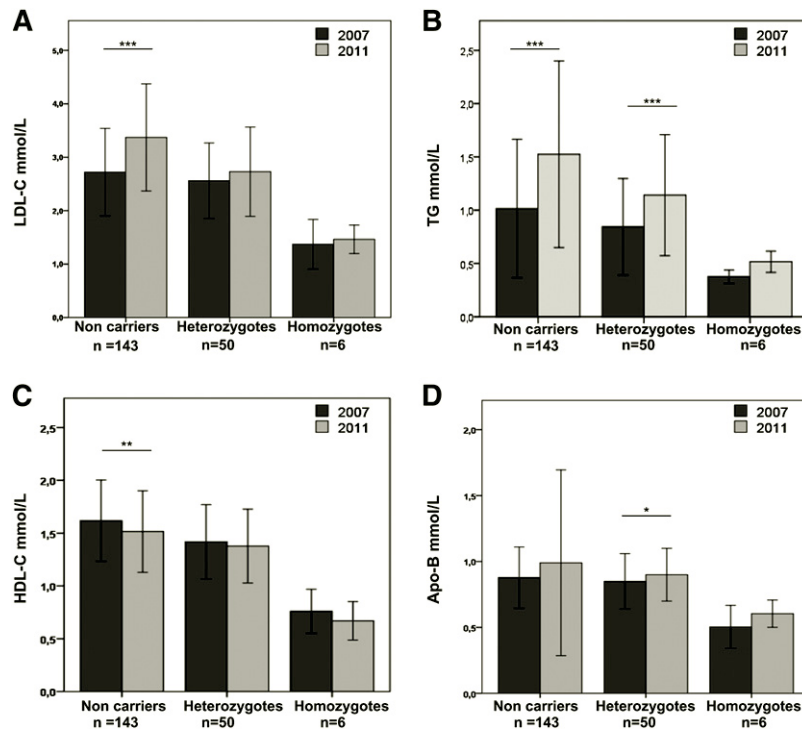 A
LDL-C mmol/L
5,0
4,0
3,0
2,0
1,0
0,0
***
2007
2011
Non carriers Heterozygotes Homozygotes
n =143 n=50 n=6
B
TG mmol/L
2,5
2,0
1,5
1,0
0,5
0,0
***
***
2007
2011
Non carriers Heterozygotes Homozygotes
n =143 n=50 n=6
C
HDL-C mmol/L
2,5
2,0
1,5
1,0
0,5
0,0
**
2007
2011
Non carriers Heterozygotes Homozygotes
n =143 n=50 n=6
D
Apo-B mmol/L
2,0
1,5
1,0
0,5
0,0
*
2007
2011
Non carriers Heterozygotes Homozygotes
n =143 n=50 n=6